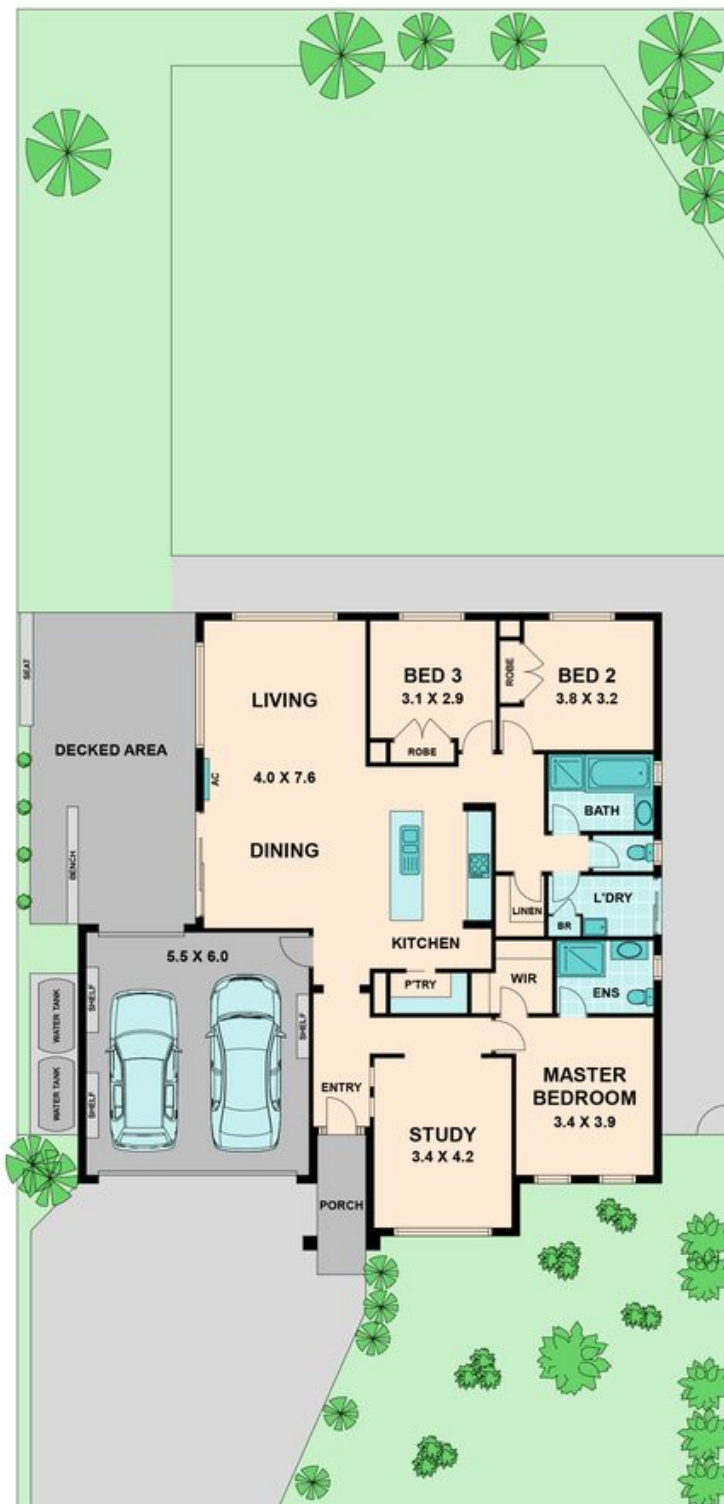 SEAT
DECKED AREA
BENCH
LIVING
4.0 X 7.6
AC
DINING
BED 3
3.1 X 2.9
ROBE
ROBE
BED 2
3.8 X 3.2
BATH
L'DRY
BR
LINEN
KITCHEN
P'TRY
WIR
ENS
5.5 X 6.0
SHELF
SHELF
SHELF
WATER TANK
WATER TANK
ENTRY
MASTER
BEDROOM
3.4 X 3.9
STUDY
3.4 X 4.2
PORCH